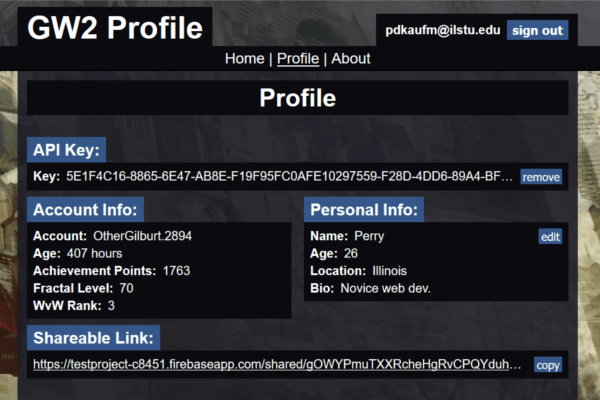 GW2 Profile
pdkaufm@ilstu.edu sign out
Home | Profile | About
Profile
API Key:
Key: 5E1F4C16-8865-6E47-AB8E-F19F95FC0AFE10297559-F28D-4DD6-89A4-BF... remove
Account Info:
Account: OtherGilburt.2894
Age: 407 hours
Achievement Points: 1763
Fractal Level: 70
WvW Rank: 3
Personal Info:
Name: Perry edit
Age: 26
Location: Illinois
Bio: Novice web dev.
Shareable Link:
https://testproject-c8451.firebaseapp.com/shared/gOWYPmuTXXRcheHgRvCPQYduh... copy